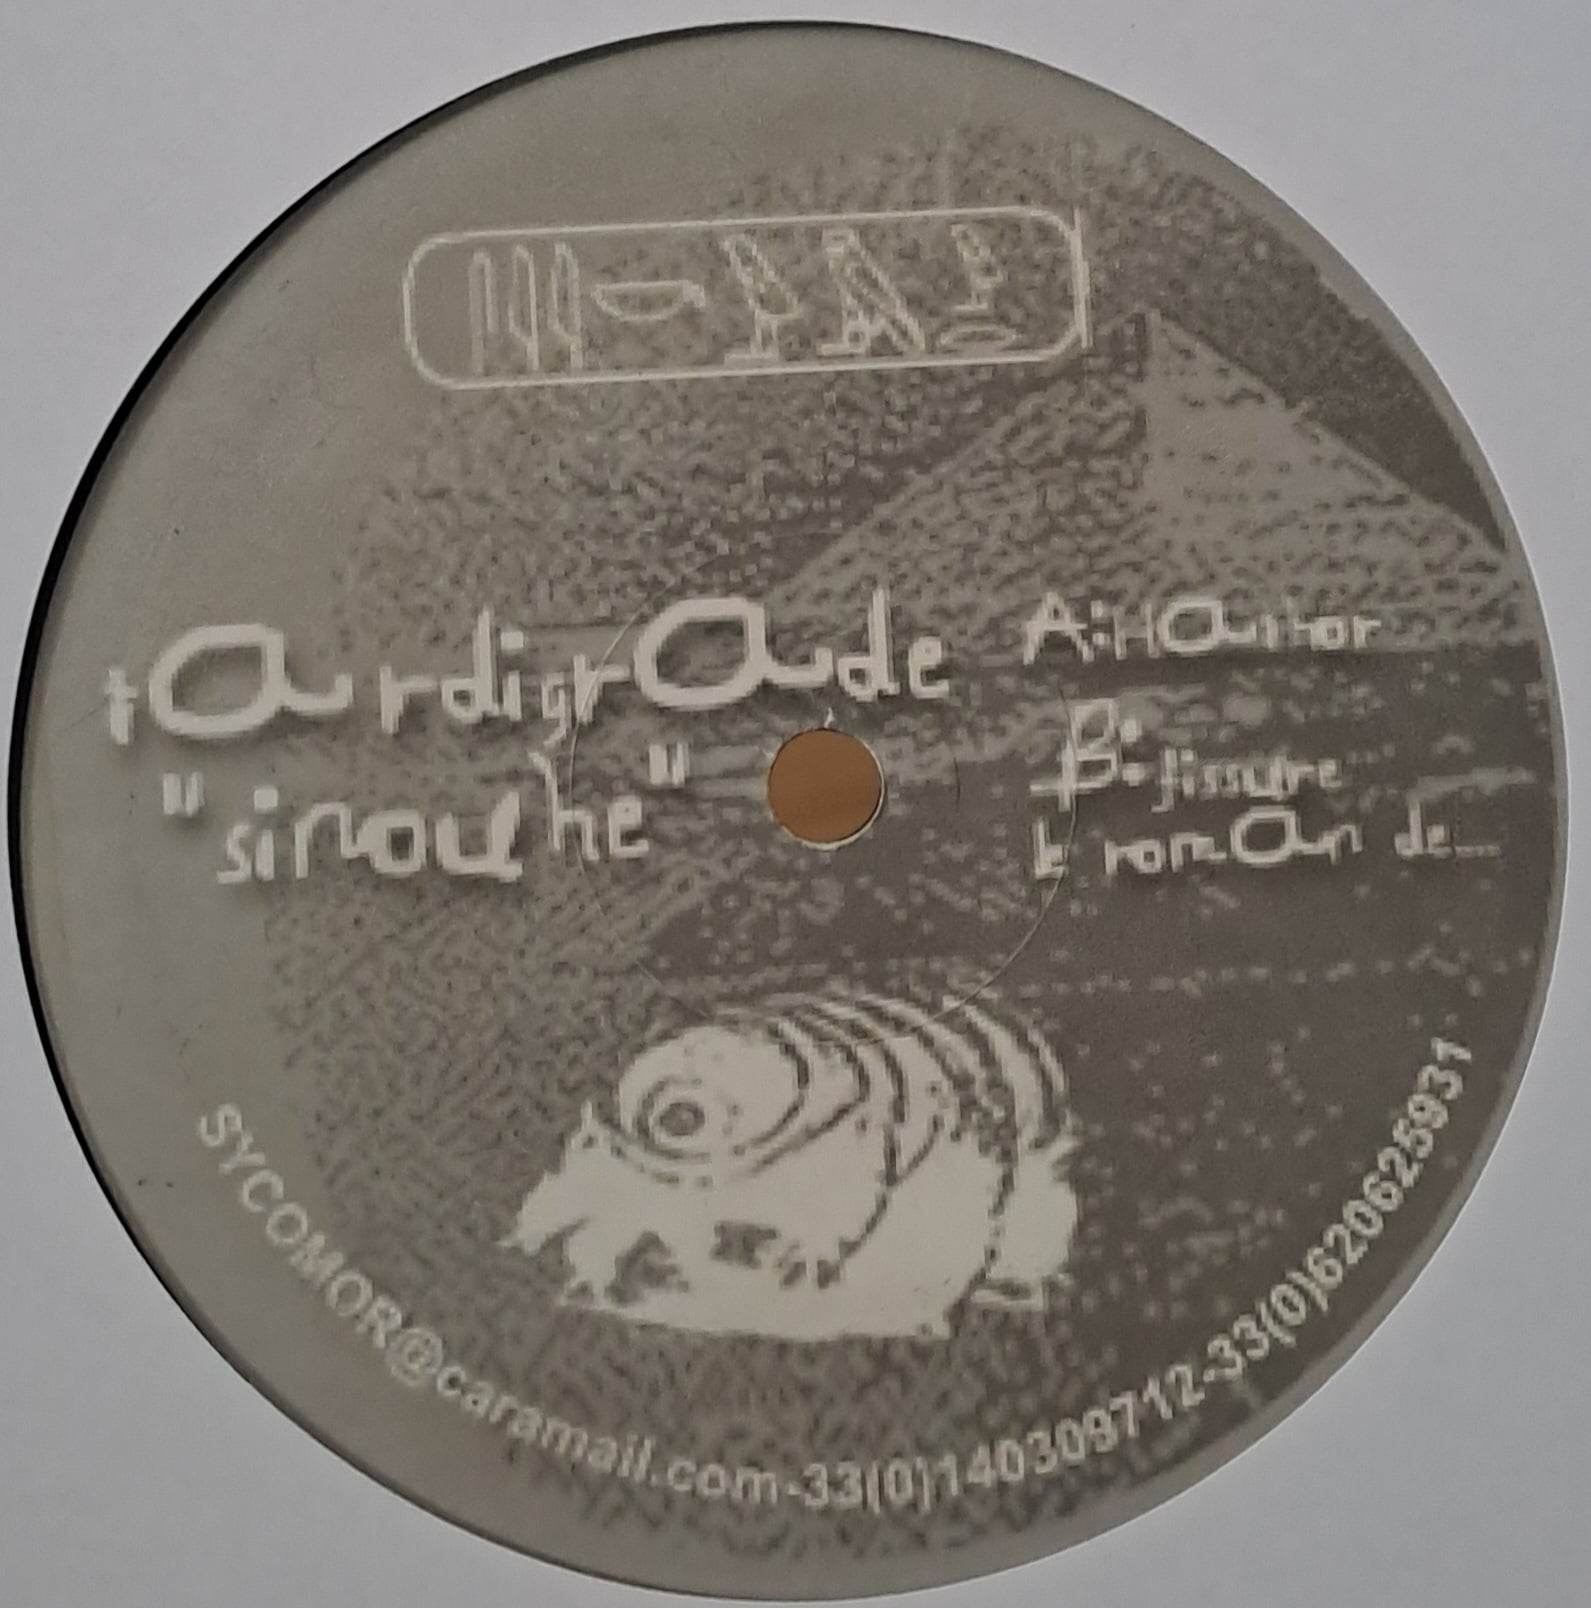 tardigrade
"sinouhe"
A: Hathor
B: fissure
le roman de...
SYCOMOR@caramail.com-33(0)140309712-33(0)620625931